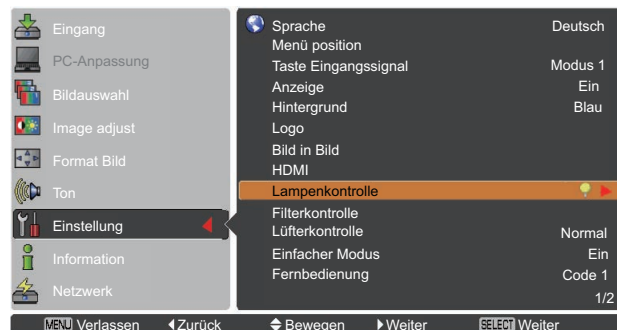 Eingang
PC-Anpassung
Bildauswahl
Image adjust
Format Bild
Ton
Einstellung
Information
Netzwerk
Sprache Deutsch
Menü position
Taste Eingangssignal Modus 1
Anzeige Ein
Hintergrund Blau
Logo
Bild in Bild
HDMI
Lampenkontrolle
Filterkontrolle
Lüfterkontrolle Normal
Einfacher Modus Ein
Fernbedienung Code 1
1/2
MENU Verlassen Zurück Bewegen Weiter SELECT Weiter